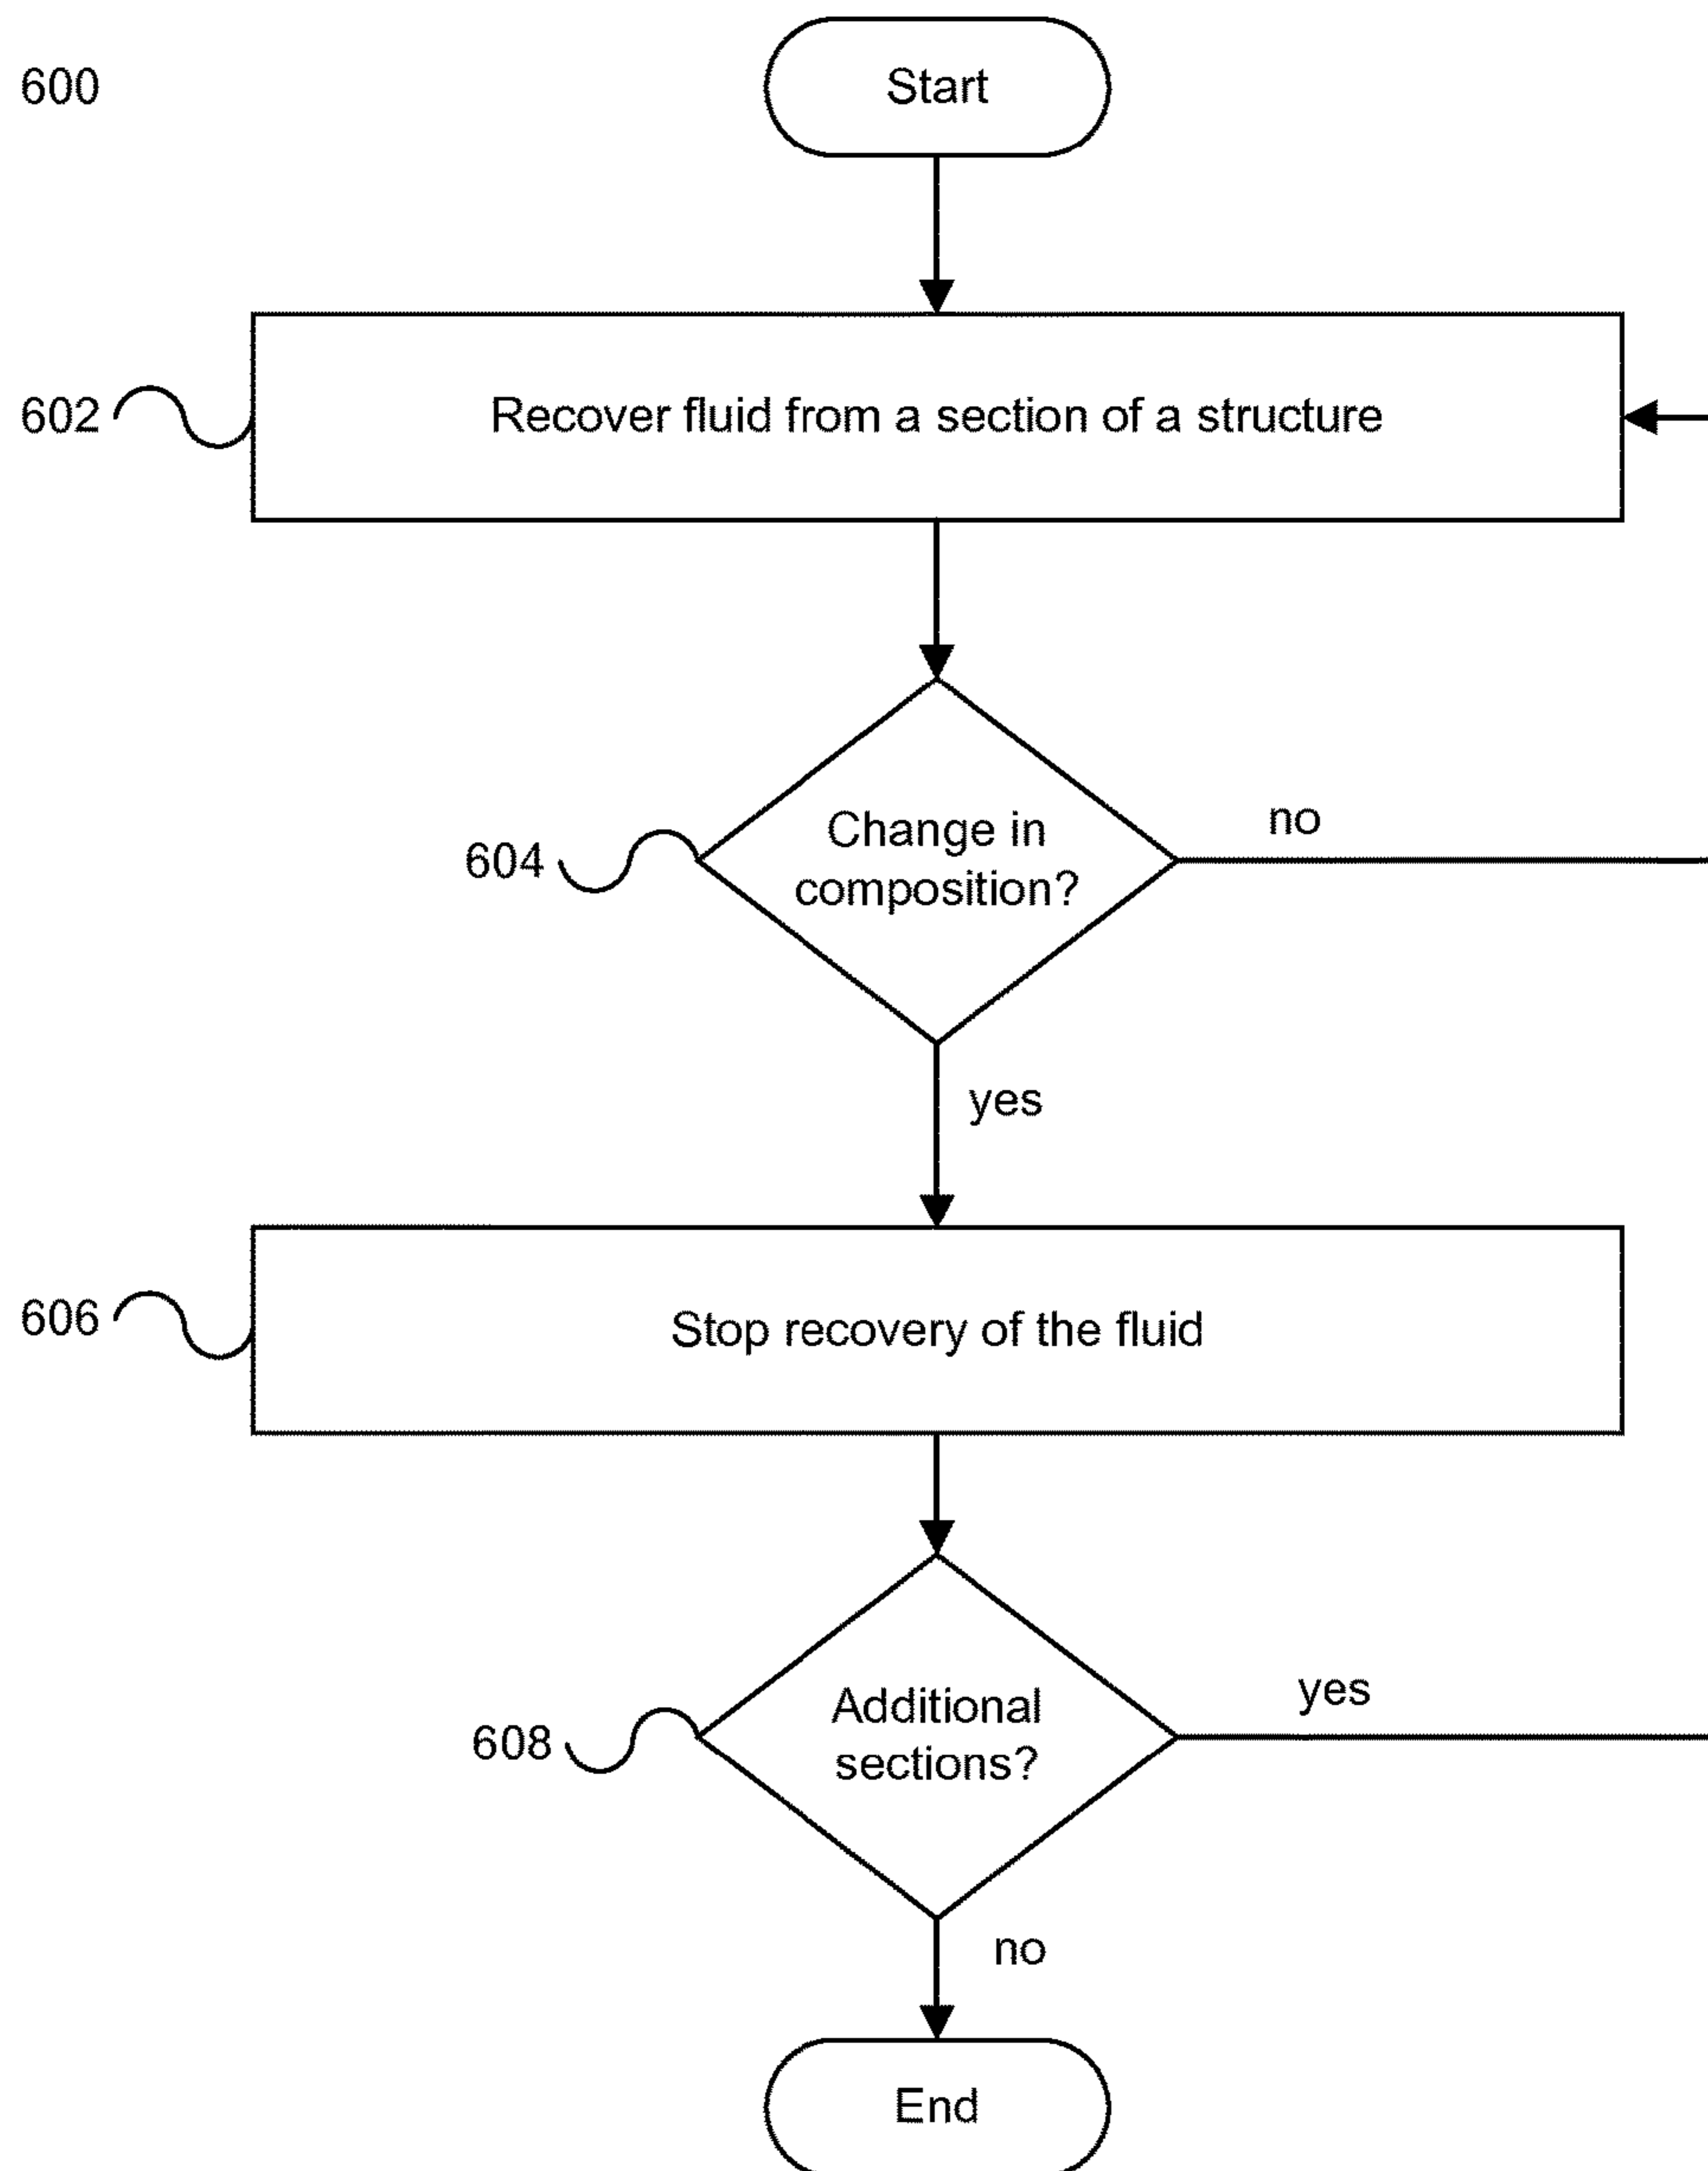 600
Start
602
Recover fluid from a section of a structure
604
Change in
composition?
no
yes
606
Stop recovery of the fluid
608
Additional
sections?
yes
no
End